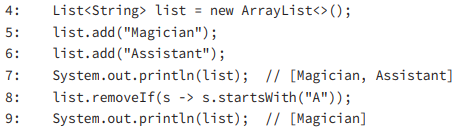 4: List<String> list = new ArrayList<>();
5: list.add("Magician");
6: list.add("Assistant");
7: System.out.println(list); // [Magician, Assistant]
8: list.removeIf(s -> s.startsWith("A"));
9: System.out.println(list); // [Magician]